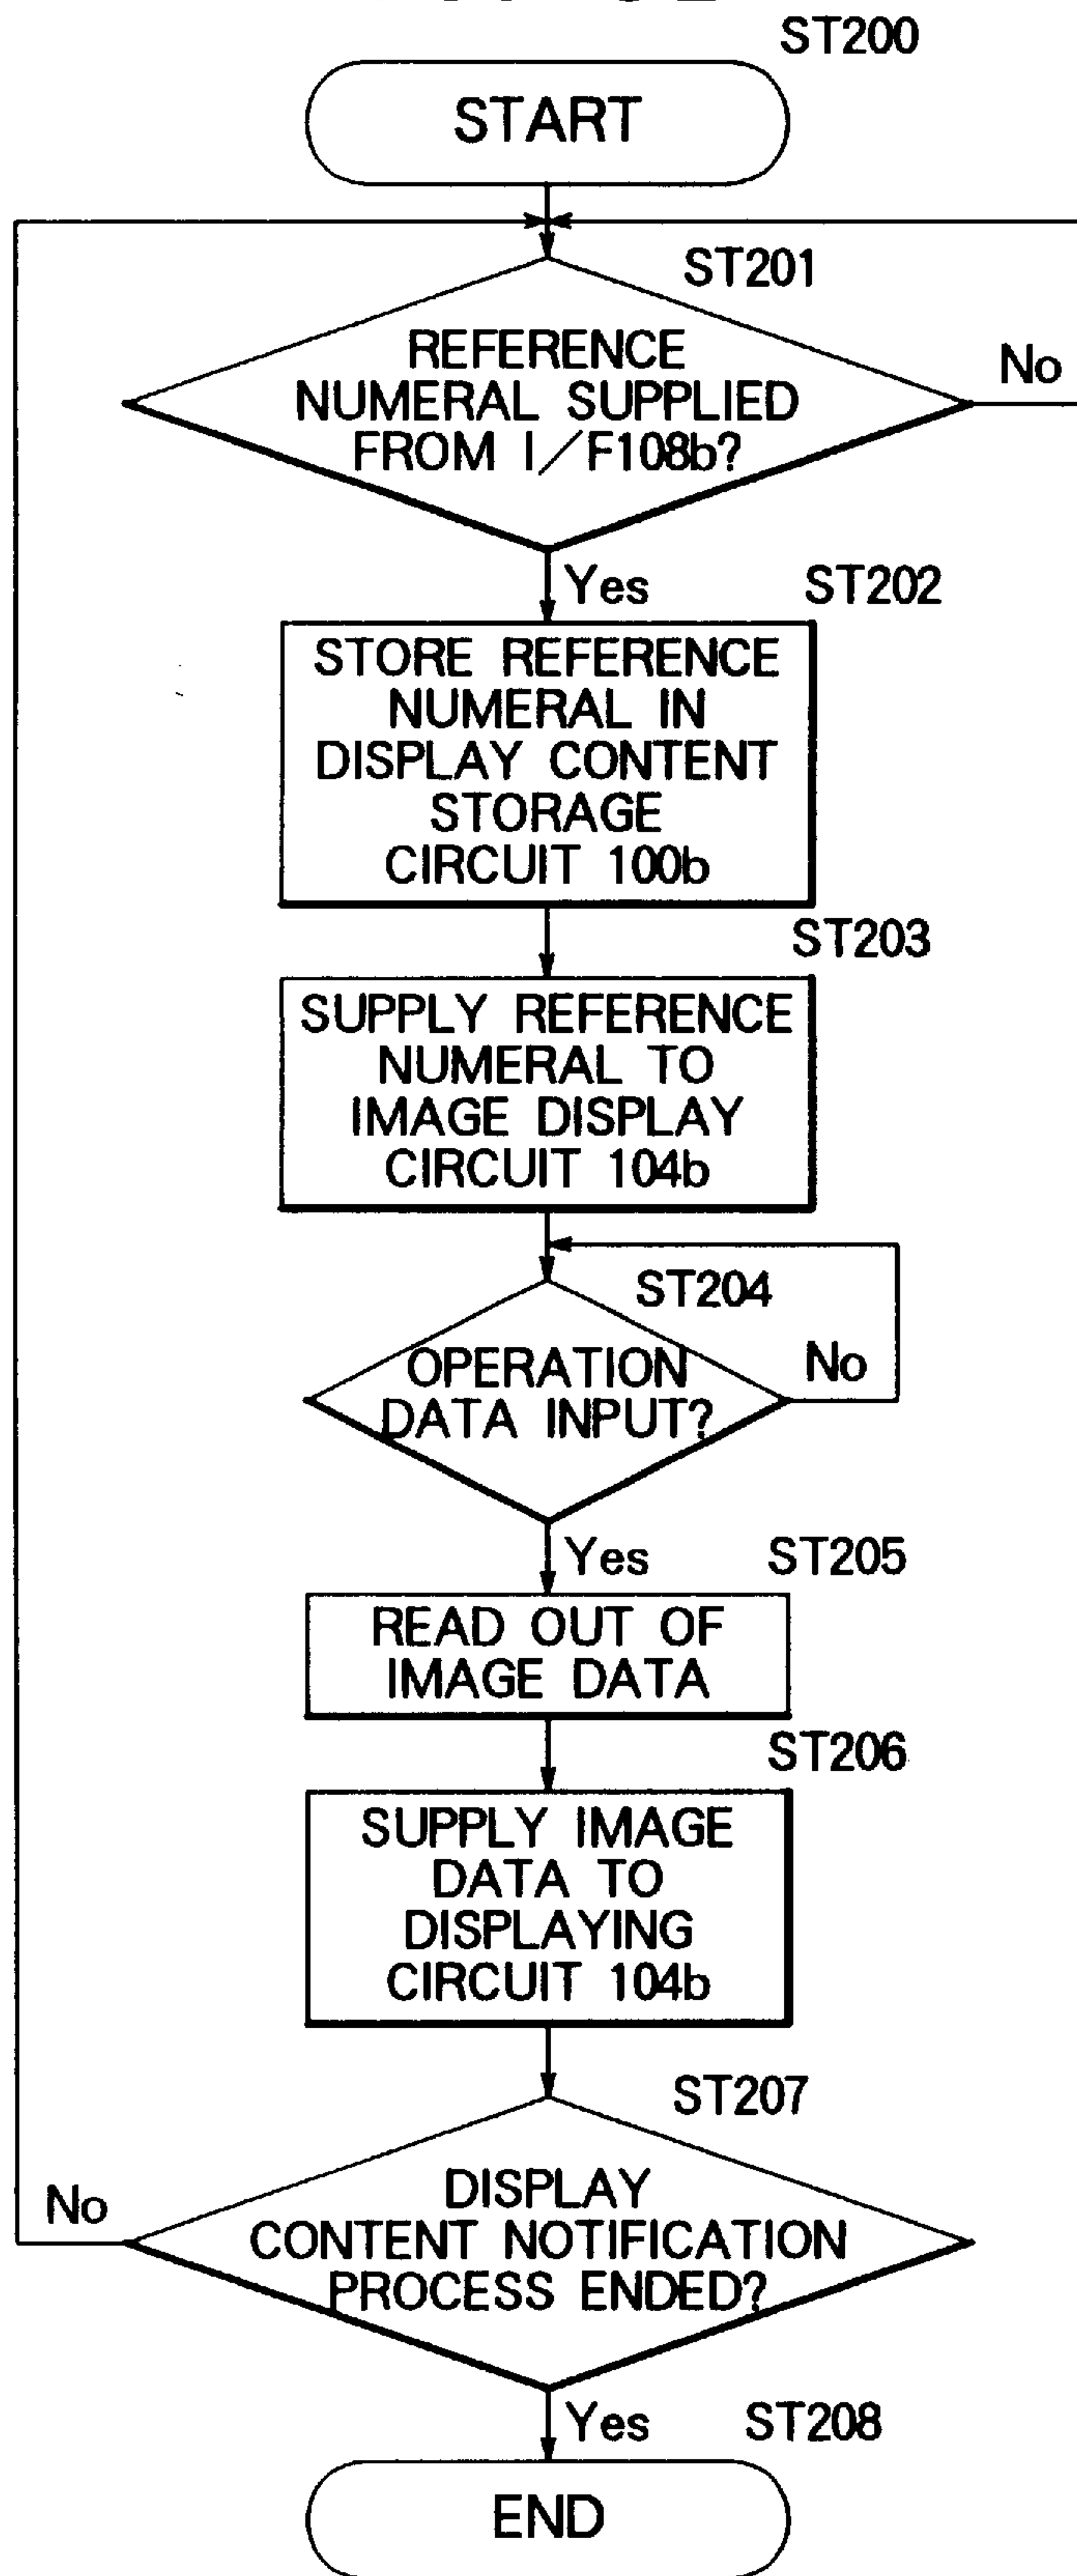 ST200
START
ST201
REFERENCE
NUMERAL SUPPLIED
FROM I/F108b?
No
Yes
ST202
STORE REFERENCE
NUMERAL IN
DISPLAY CONTENT
STORAGE
CIRCUIT 100b
ST203
SUPPLY REFERENCE
NUMERAL TO
IMAGE DISPLAY
CIRCUIT 104b
ST204
OPERATION
DATA INPUT?
No
Yes
ST205
READ OUT OF
IMAGE DATA
ST206
SUPPLY IMAGE
DATA TO
DISPLAYING
CIRCUIT 104b
ST207
No
DISPLAY
CONTENT NOTIFICATION
PROCESS ENDED?
Yes
ST208
END